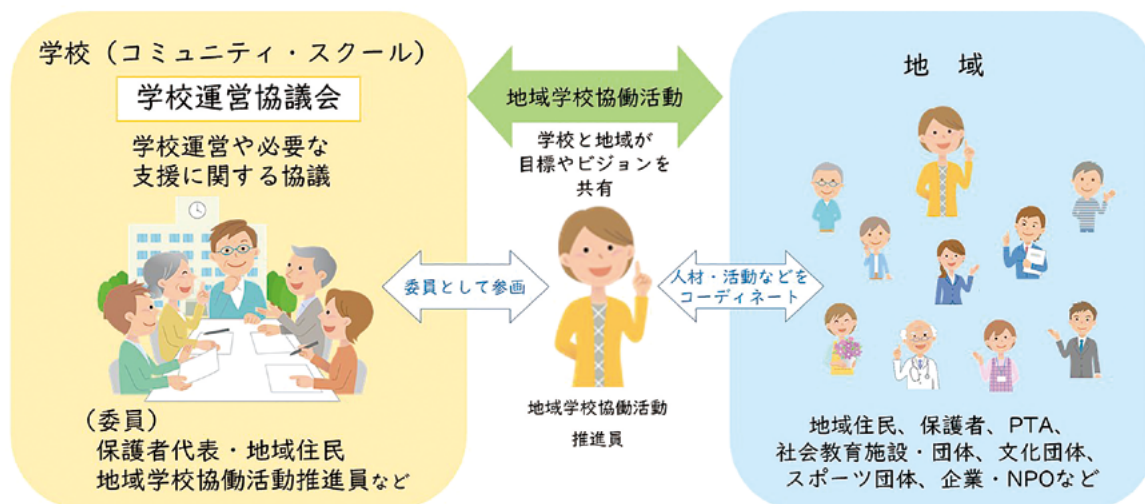 学校（コミュニティ・スクール）
学校運営協議会
学校運営や必要な
支援に関する協議
（委員）
保護者代表・地域住民
地域学校協働活動推進員など
地域学校協働活動
学校と地域が
目標やビジョンを
共有
委員として参画
人材・活動などを
コーディネート
地域学校協働活動
推進員
地　域
地域住民、保護者、PTA、
社会教育施設・団体、文化団体、
スポーツ団体、企業・NPOなど